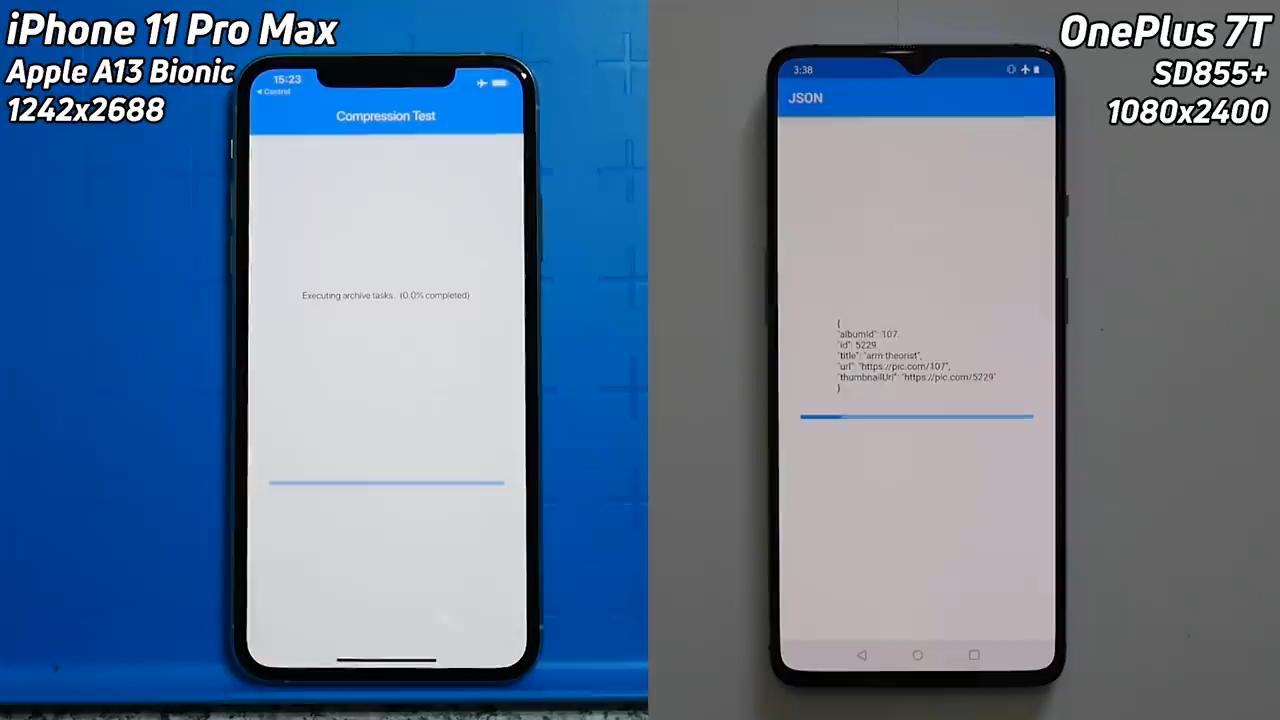 iPhone 11 Pro Max
Apple A13 Bionic
1242x2688
15:23
◀ Control
Compression Test
Executing archive tasks. (0.0% completed)
OnePlus 7T
SD855+
1080x2400
3:38
JSON
{
"albumId": 107,
"id": 5229,
"title": "arm theorist",
"url": "https://pic.com/107",
"thumbnailUrl": "https://pic.com/5229"
}